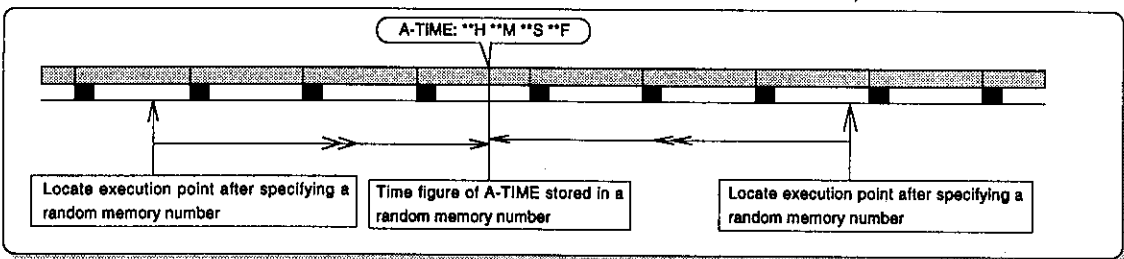 A-TIME: **H **M **S **F
Locate execution point after specifying a
random memory number
Time figure of A-TIME stored in a
random memory number
Locate execution point after specifying a
random memory number